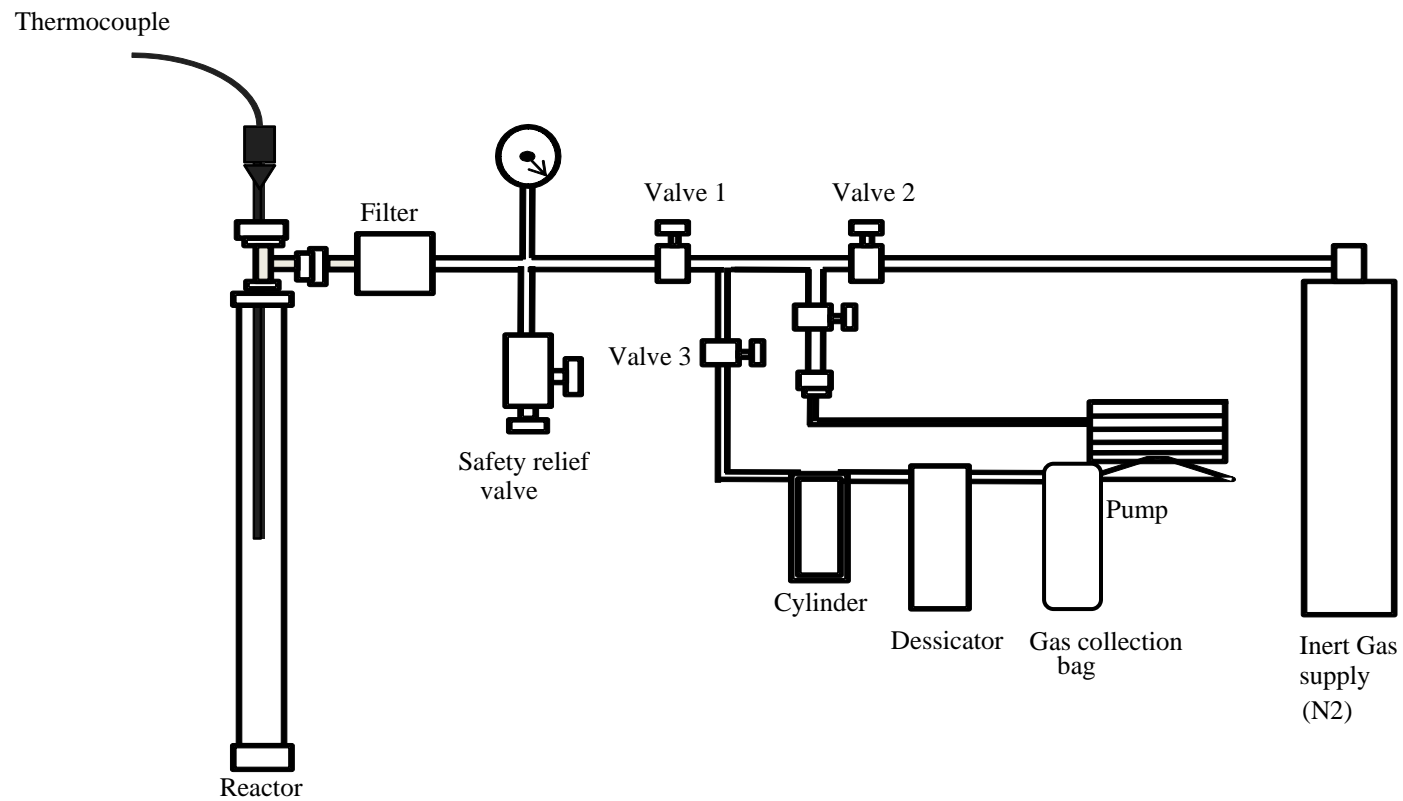 Thermocouple
Valve 1
Valve 2
Filter
Valve 3
Safety relief
valve
Pump
Cylinder
Dessicator
Gas collection
bag
Inert Gas
supply
(N2)
Reactor